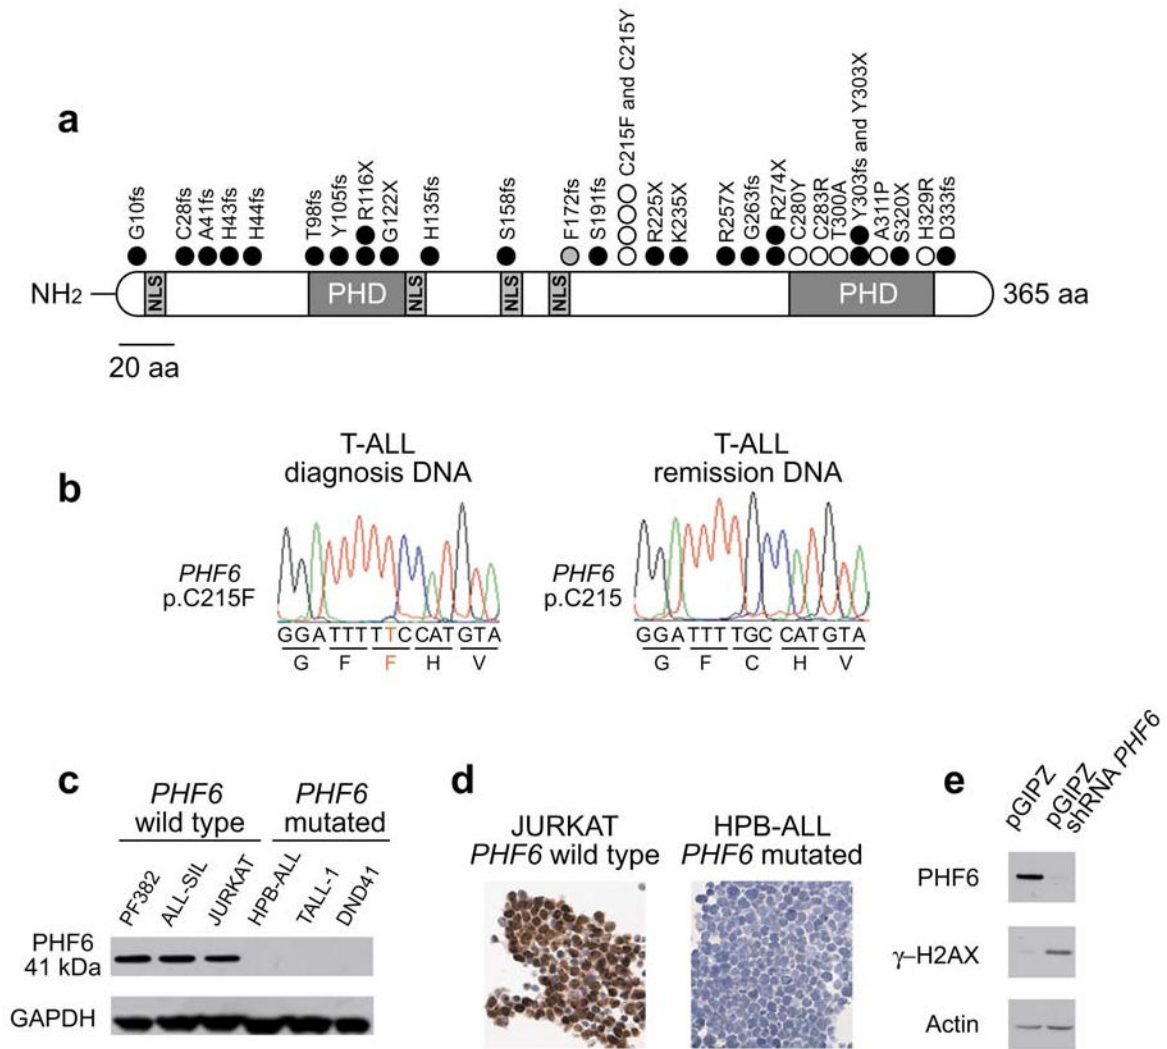 a
G10fs
C28fs
A41fs
H43fs
H44fs
T98fs
Y105fs
R116X
G122X
H135fs
S158fs
F172fs
S191fs
C215F and C215Y
R225X
K235X
R257X
G263fs
R274X
C280Y
C283R
T300A
Y303fs and Y303X
A311P
S320X
H329R
D333fs
NH2
NLS
PHD
NLS
NLS
NLS
PHD
365 aa
20 aa
b
T-ALL
diagnosis DNA
PHF6
p.C215F
GGA TTT TTC CAT GTA
G F F H V
T-ALL
remission DNA
PHF6
p.C215
GGA TTT TGC CAT GTA
G F C H V
c
PHF6
wild type
PHF6
mutated
PF382
ALL-SIL
JURKAT
HPB-ALL
TALL-1
DND41
PHF6
41 kDa
GAPDH
d
JURKAT
PHF6 wild type
HPB-ALL
PHF6 mutated
e
pGIPZ
pGIPZ
shRNA PHF6
PHF6
γ–H2AX
Actin